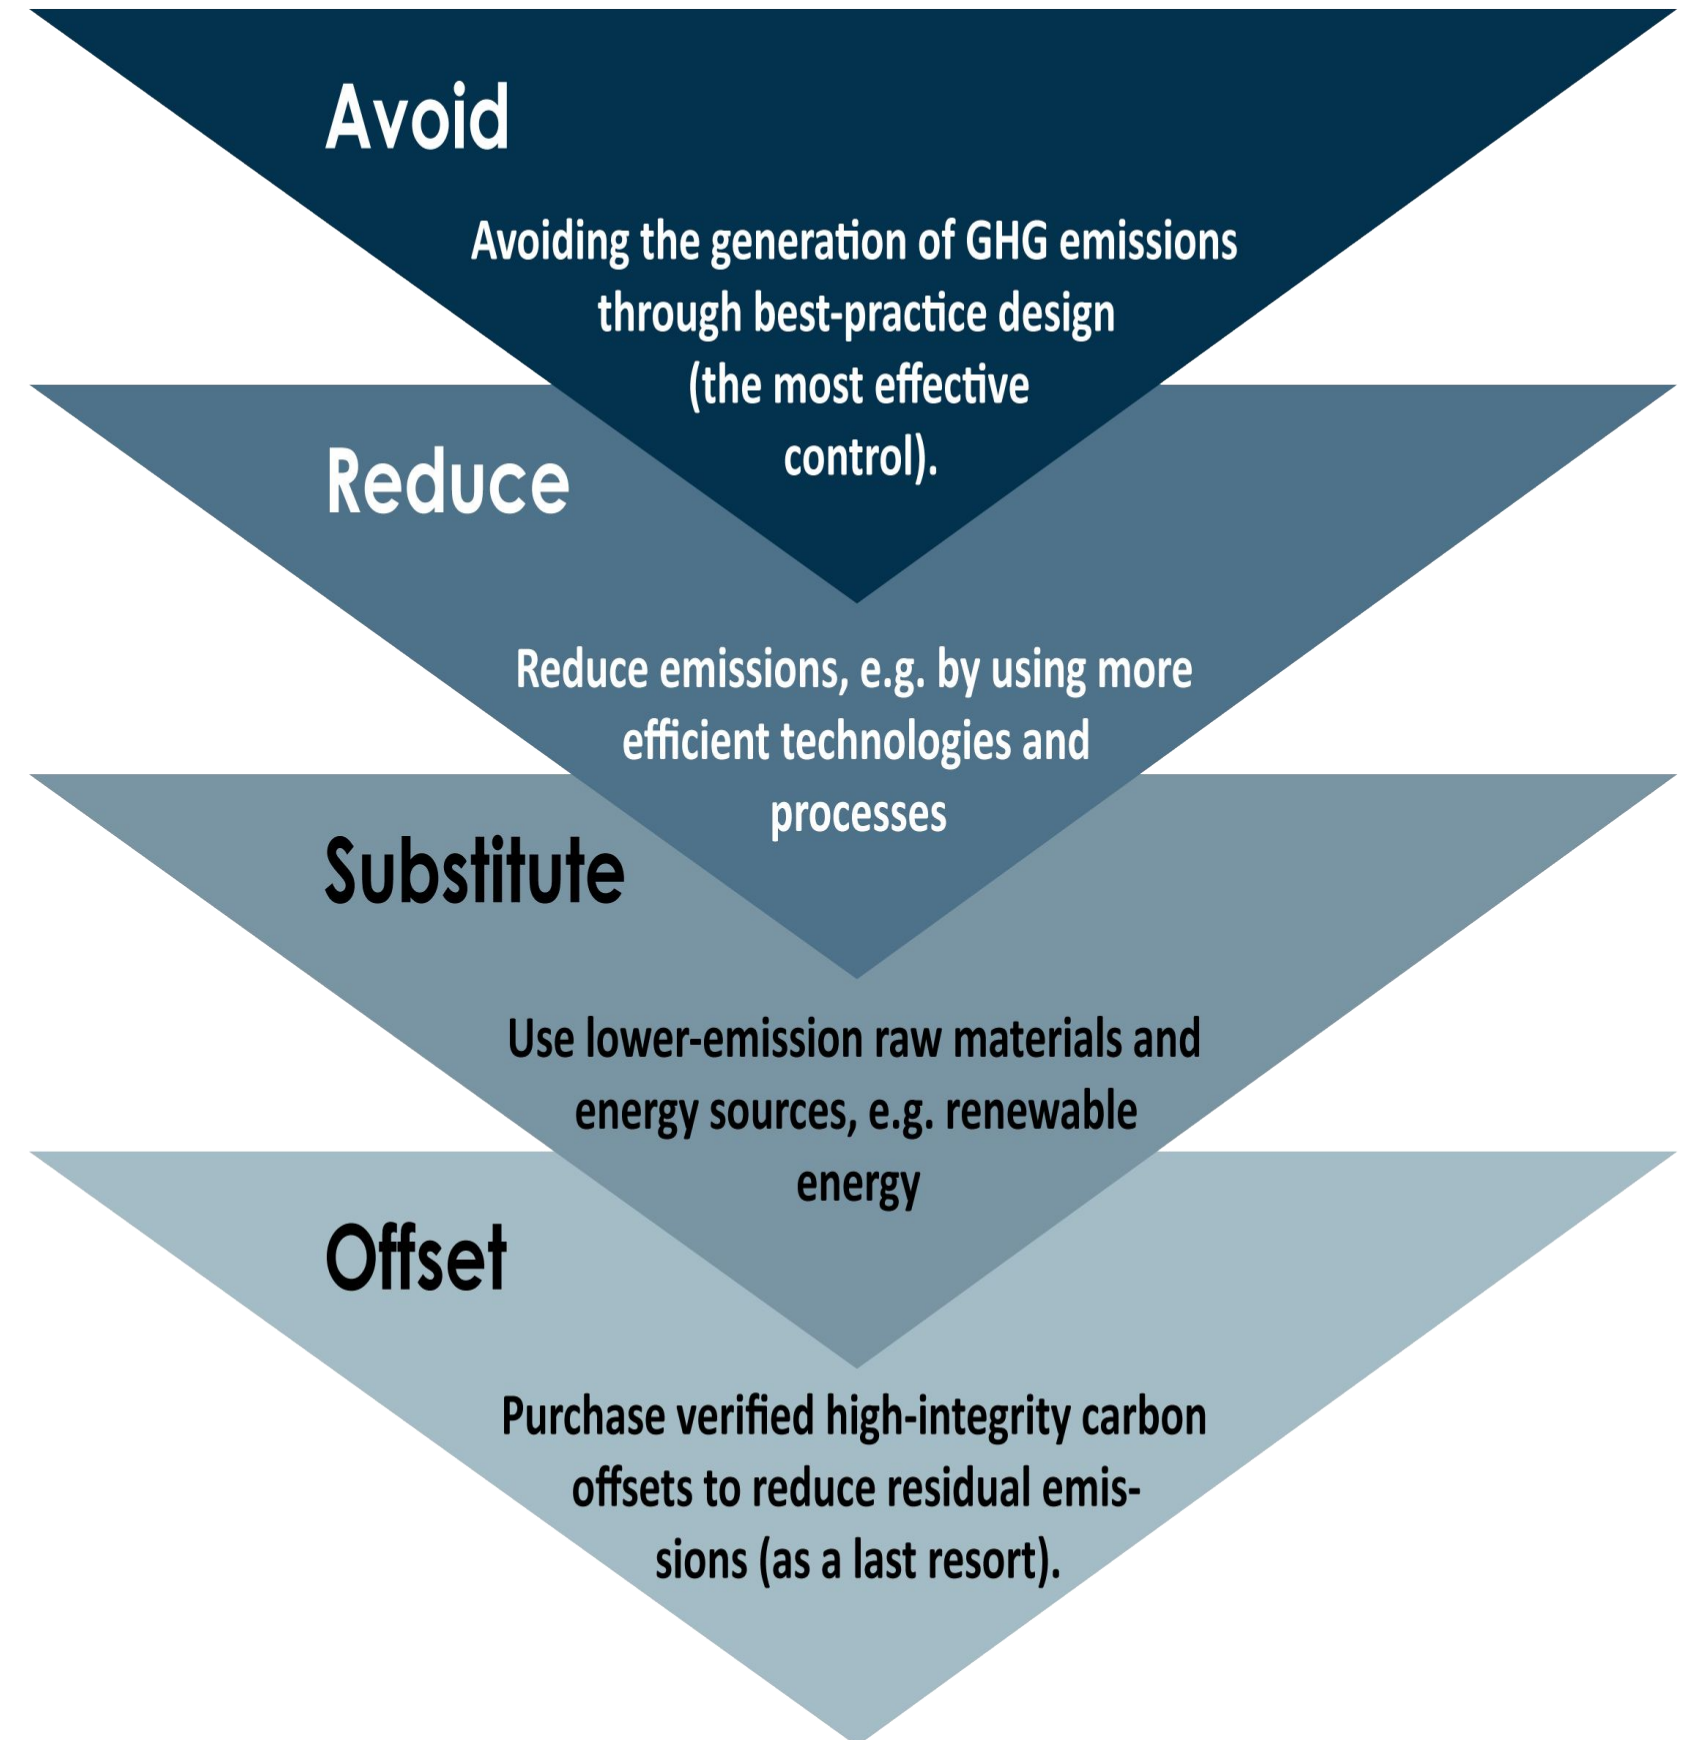 Avoid
Avoiding the generation of GHG emissions
through best-practice design
(the most effective
control).
Reduce
Reduce emissions, e.g. by using more
efficient technologies and
processes
Substitute
Use lower-emission raw materials and
energy sources, e.g. renewable
energy
Offset
Purchase verified high-integrity carbon
offsets to reduce residual emis-
sions (as a last resort).